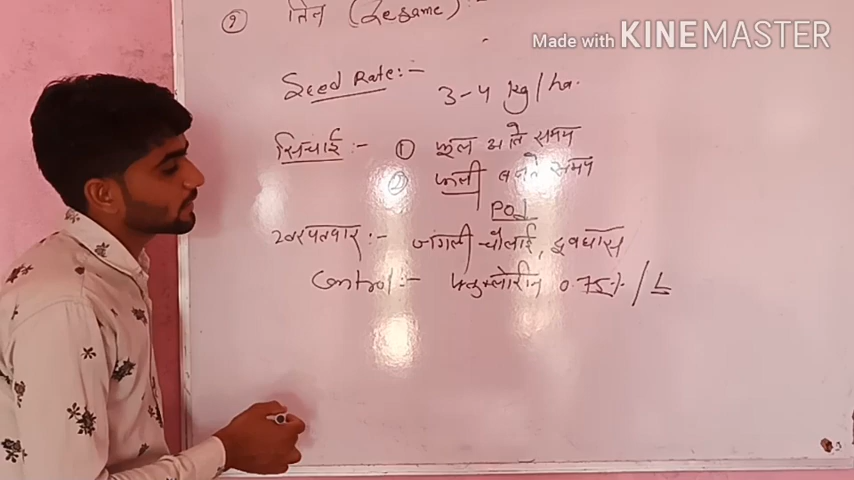 Made with KINEMASTER
9 तिल (Sesame) :-
Seed Rate :- 3-4 kg/ha.
सिचाई :- ① फूल आते समय
② फली बनते समय
Pod
खरपतवार :- जंगली चौलाई, दुबघास
Control :- फ्लुक्लोरीन 0.75% / L